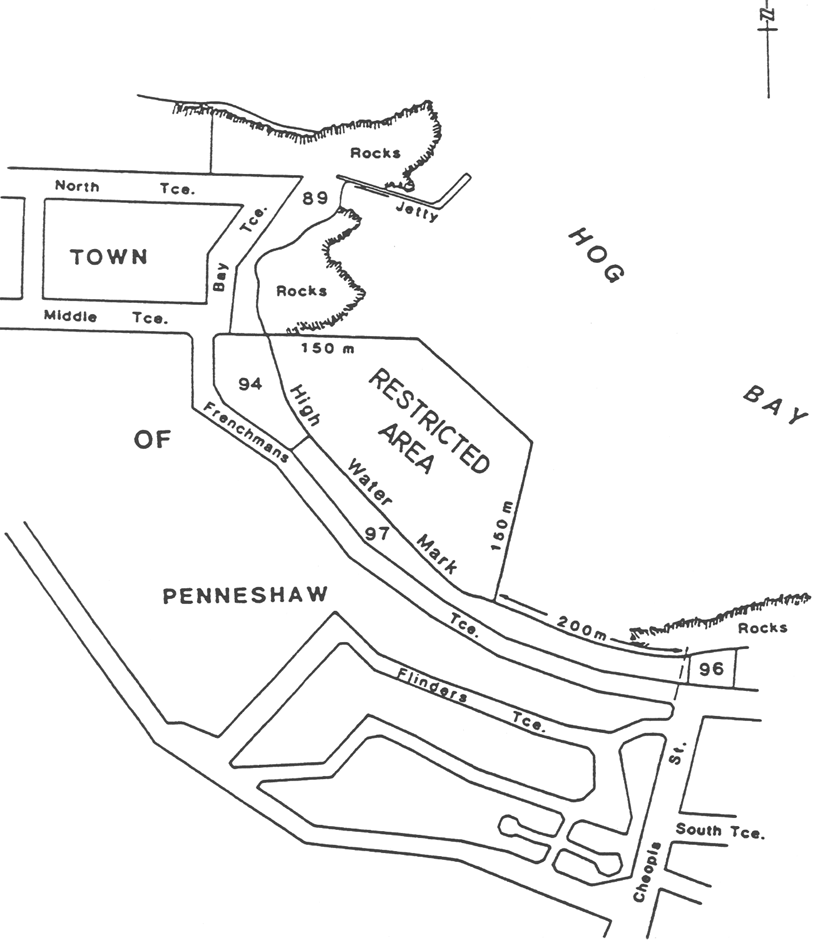 N
Rocks
North Tce.
89
Jetty
Tce.
HOG
TOWN
Bay
Rocks
Middle Tce.
150 m
94
High
RESTRICTED
AREA
BAY
Frenchmans
OF
Water
150 m
97
Mark
PENNESHAW
200m
Tce.
Rocks
96
Flinders
Tce.
St.
South Tce.
Cheopis